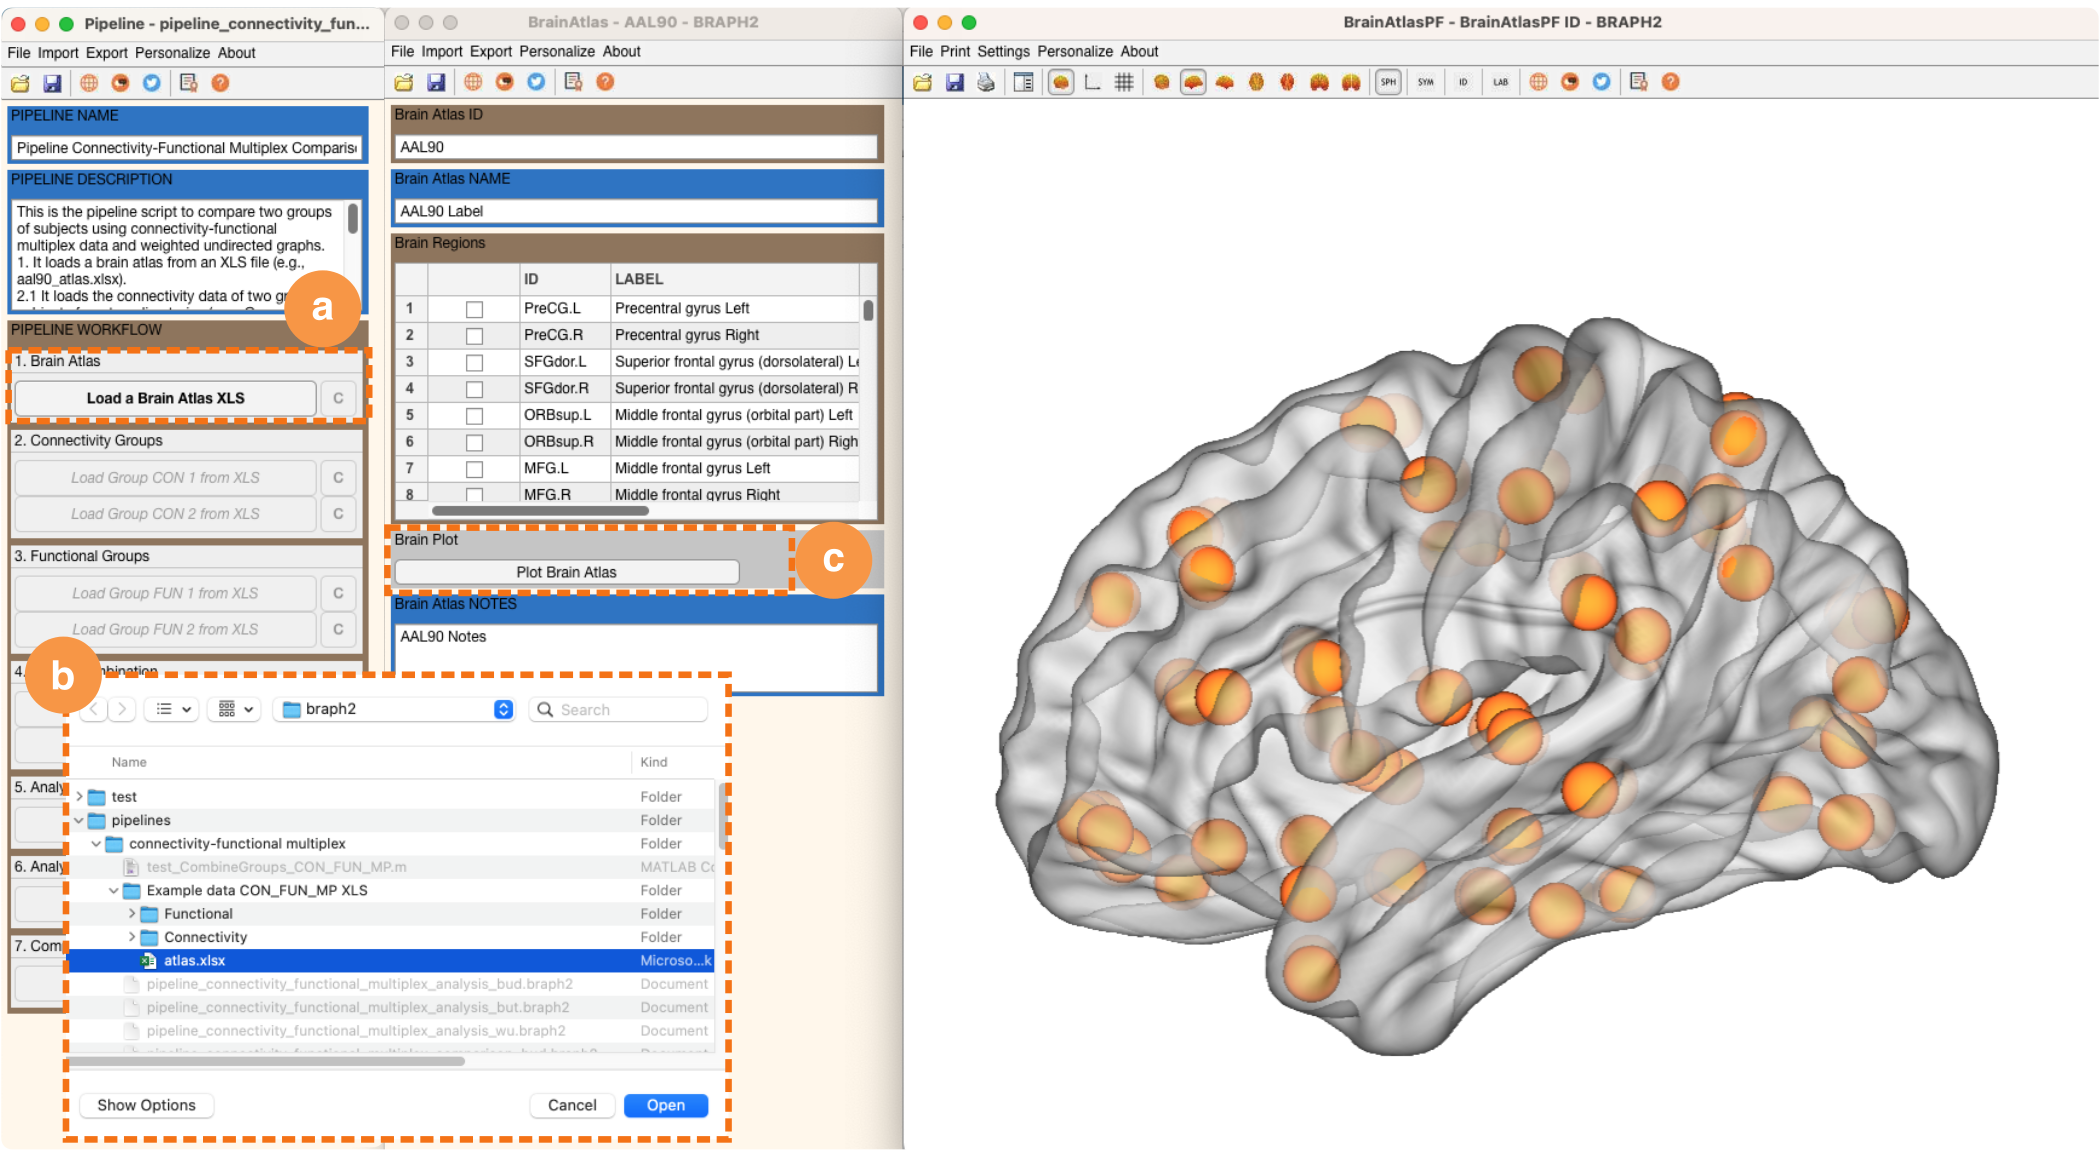 Pipeline - pipeline_connectivity_fun...
File Import Export Personalize About
PIPELINE NAME
Pipeline Connectivity-Functional Multiplex Comparis
PIPELINE DESCRIPTION
This is the pipeline script to compare two groups
of subjects using connectivity-functional
multiplex data and weighted undirected graphs.
1. It loads a brain atlas from an XLS file (e.g.,
aal90_atlas.xlsx).
2.1 It loads the connectivity data of two gr
a
PIPELINE WORKFLOW
1. Brain Atlas
Load a Brain Atlas XLS
C
2. Connectivity Groups
Load Group CON 1 from XLS
C
Load Group CON 2 from XLS
C
3. Functional Groups
Load Group FUN 1 from XLS
C
Load Group FUN 2 from XLS
C
4.
bination
5. Analy
6. Analy
7. Com
BrainAtlas - AAL90 - BRAPH2
File Import Export Personalize About
Brain Atlas ID
AAL90
Brain Atlas NAME
AAL90 Label
Brain Regions
ID LABEL
1 PreCG.L Precentral gyrus Left
2 PreCG.R Precentral gyrus Right
3 SFGdor.L Superior frontal gyrus (dorsolateral) Le
4 SFGdor.R Superior frontal gyrus (dorsolateral) R
5 ORBsup.L Middle frontal gyrus (orbital part) Left
6 ORBsup.R Middle frontal gyrus (orbital part) Righ
7 MFG.L Middle frontal gyrus Left
8 MFG.R Middle frontal gyrus Right
Brain Plot
Plot Brain Atlas
c
Brain Atlas NOTES
AAL90 Notes
b
braph2
Search
Name Kind
test Folder
pipelines Folder
connectivity-functional multiplex Folder
test_CombineGroups_CON_FUN_MP.m MATLAB Co
Example data CON_FUN_MP XLS Folder
Functional Folder
Connectivity Folder
atlas.xlsx Microso...k
pipeline_connectivity_functional_multiplex_analysis_bud.braph2 Document
pipeline_connectivity_functional_multiplex_analysis_but.braph2 Document
pipeline_connectivity_functional_multiplex_analysis_wu.braph2 Document
Show Options
Cancel
Open
BrainAtlasPF - BrainAtlasPF ID - BRAPH2
File Print Settings Personalize About
SPH SYM ID LAB